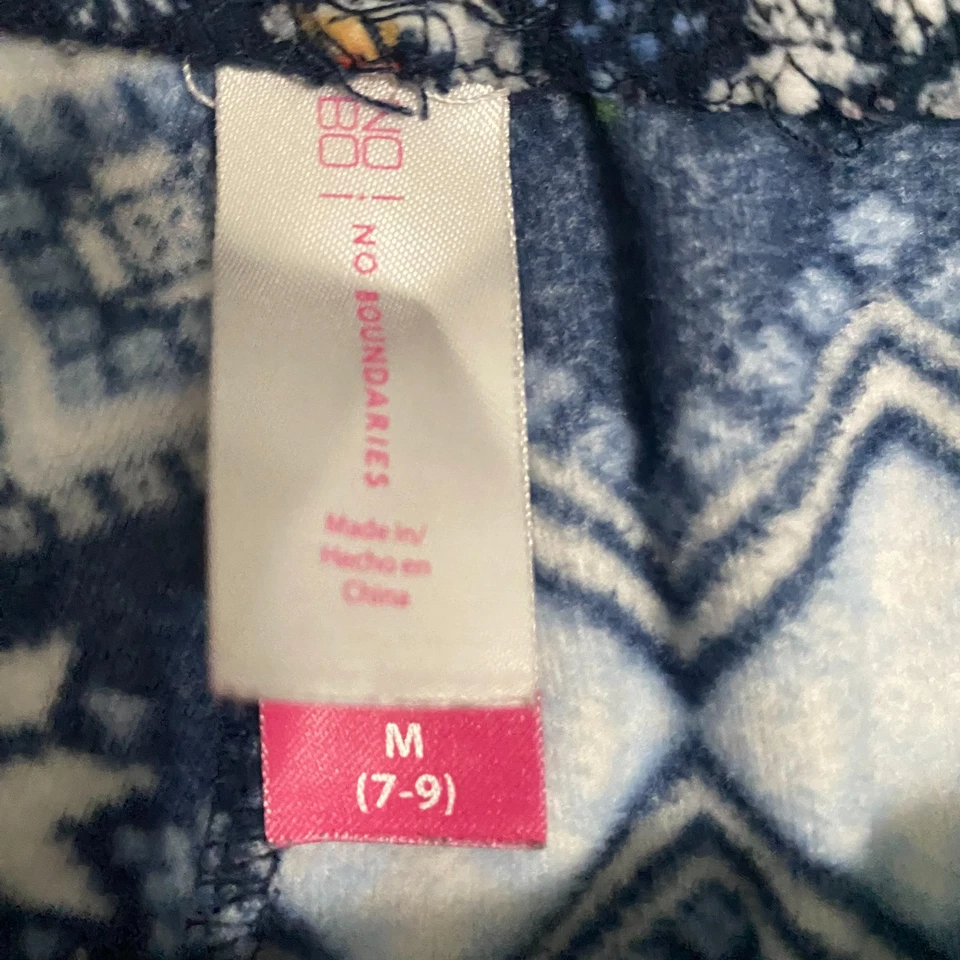 NO
BO
NO BOUNDARIES
Made in/
Hecho en
China
M
(7-9)